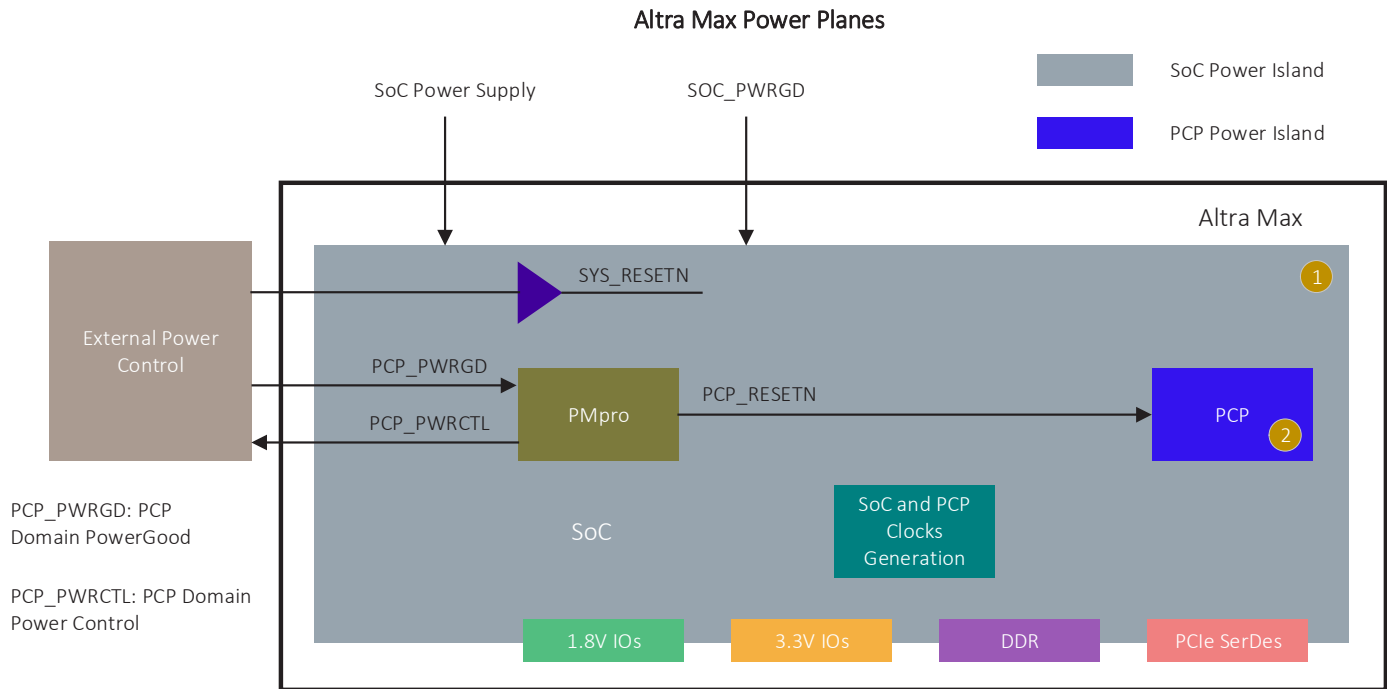 Altra Max Power Planes
SoC Power Supply
SOC_PWRGD
SoC Power Island
PCP Power Island
Altra Max
1
SYS_RESETN
External Power
Control
PCP_PWRGD
PCP_PWRCTL
PMpro
PCP_RESETN
PCP
2
PCP_PWRGD: PCP
Domain PowerGood
PCP_PWRCTL: PCP Domain
Power Control
SoC
SoC and PCP
Clocks
Generation
1.8V IOs
3.3V IOs
DDR
PCIe SerDes